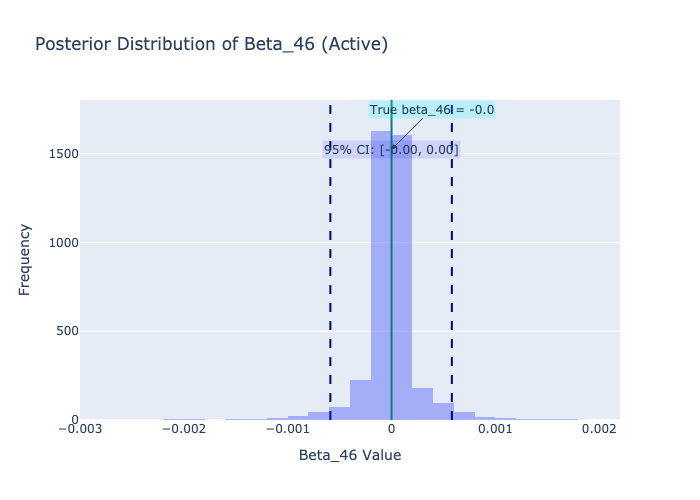 Posterior Distribution of Beta_46 (Active)
True beta_46 = -0.0
95% CI: [-0.00, 0.00]
1500
1000
500
0
Frequency
−0.003
−0.002
−0.001
0
0.001
0.002
Beta_46 Value